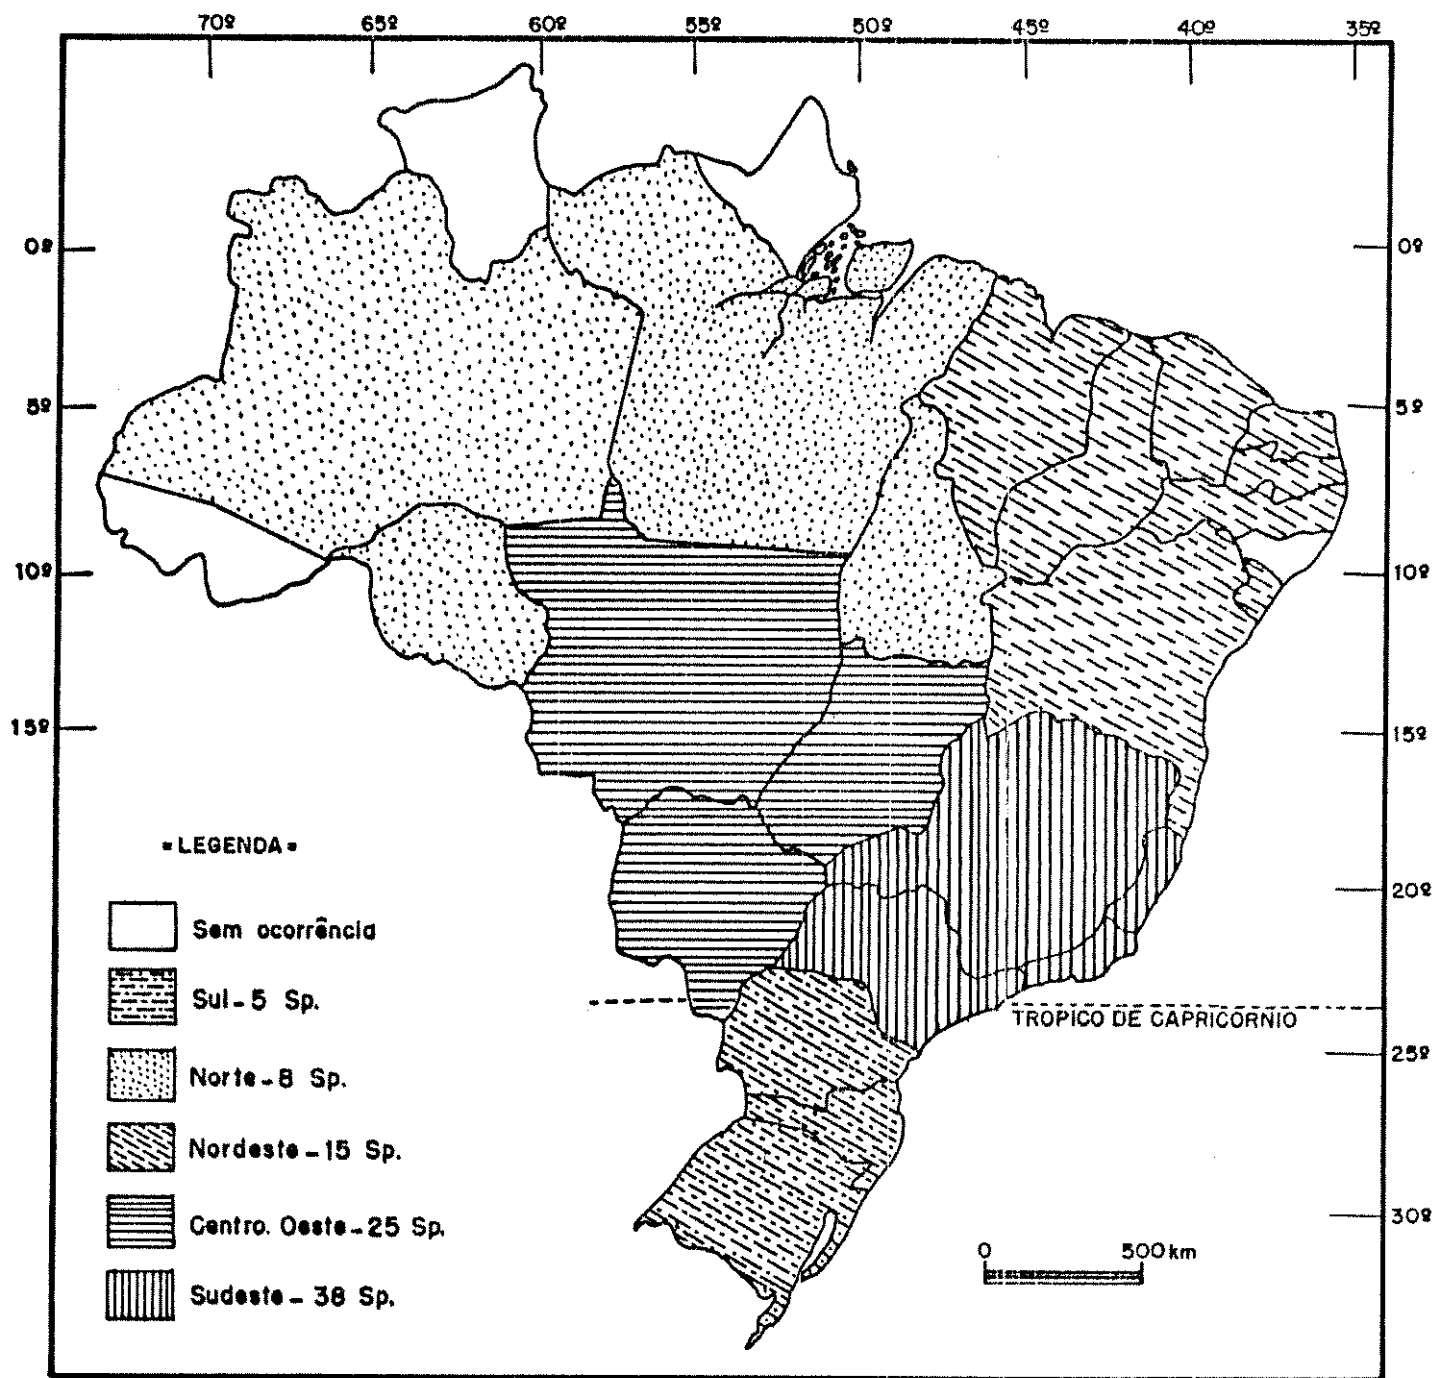 70º 65º 60º 55º 50º 45º 40º 35º
0º 0º
5º 5º
10º 10º
15º 15º
= LEGENDA =
20º
Sem ocorrência
Sul - 5 Sp.
TROPICO DE CAPRICORNIO
25º
Norte - 8 Sp.
Nordeste - 15 Sp.
Centro. Oeste - 25 Sp.
30º
0 500 km
Sudeste - 38 Sp.